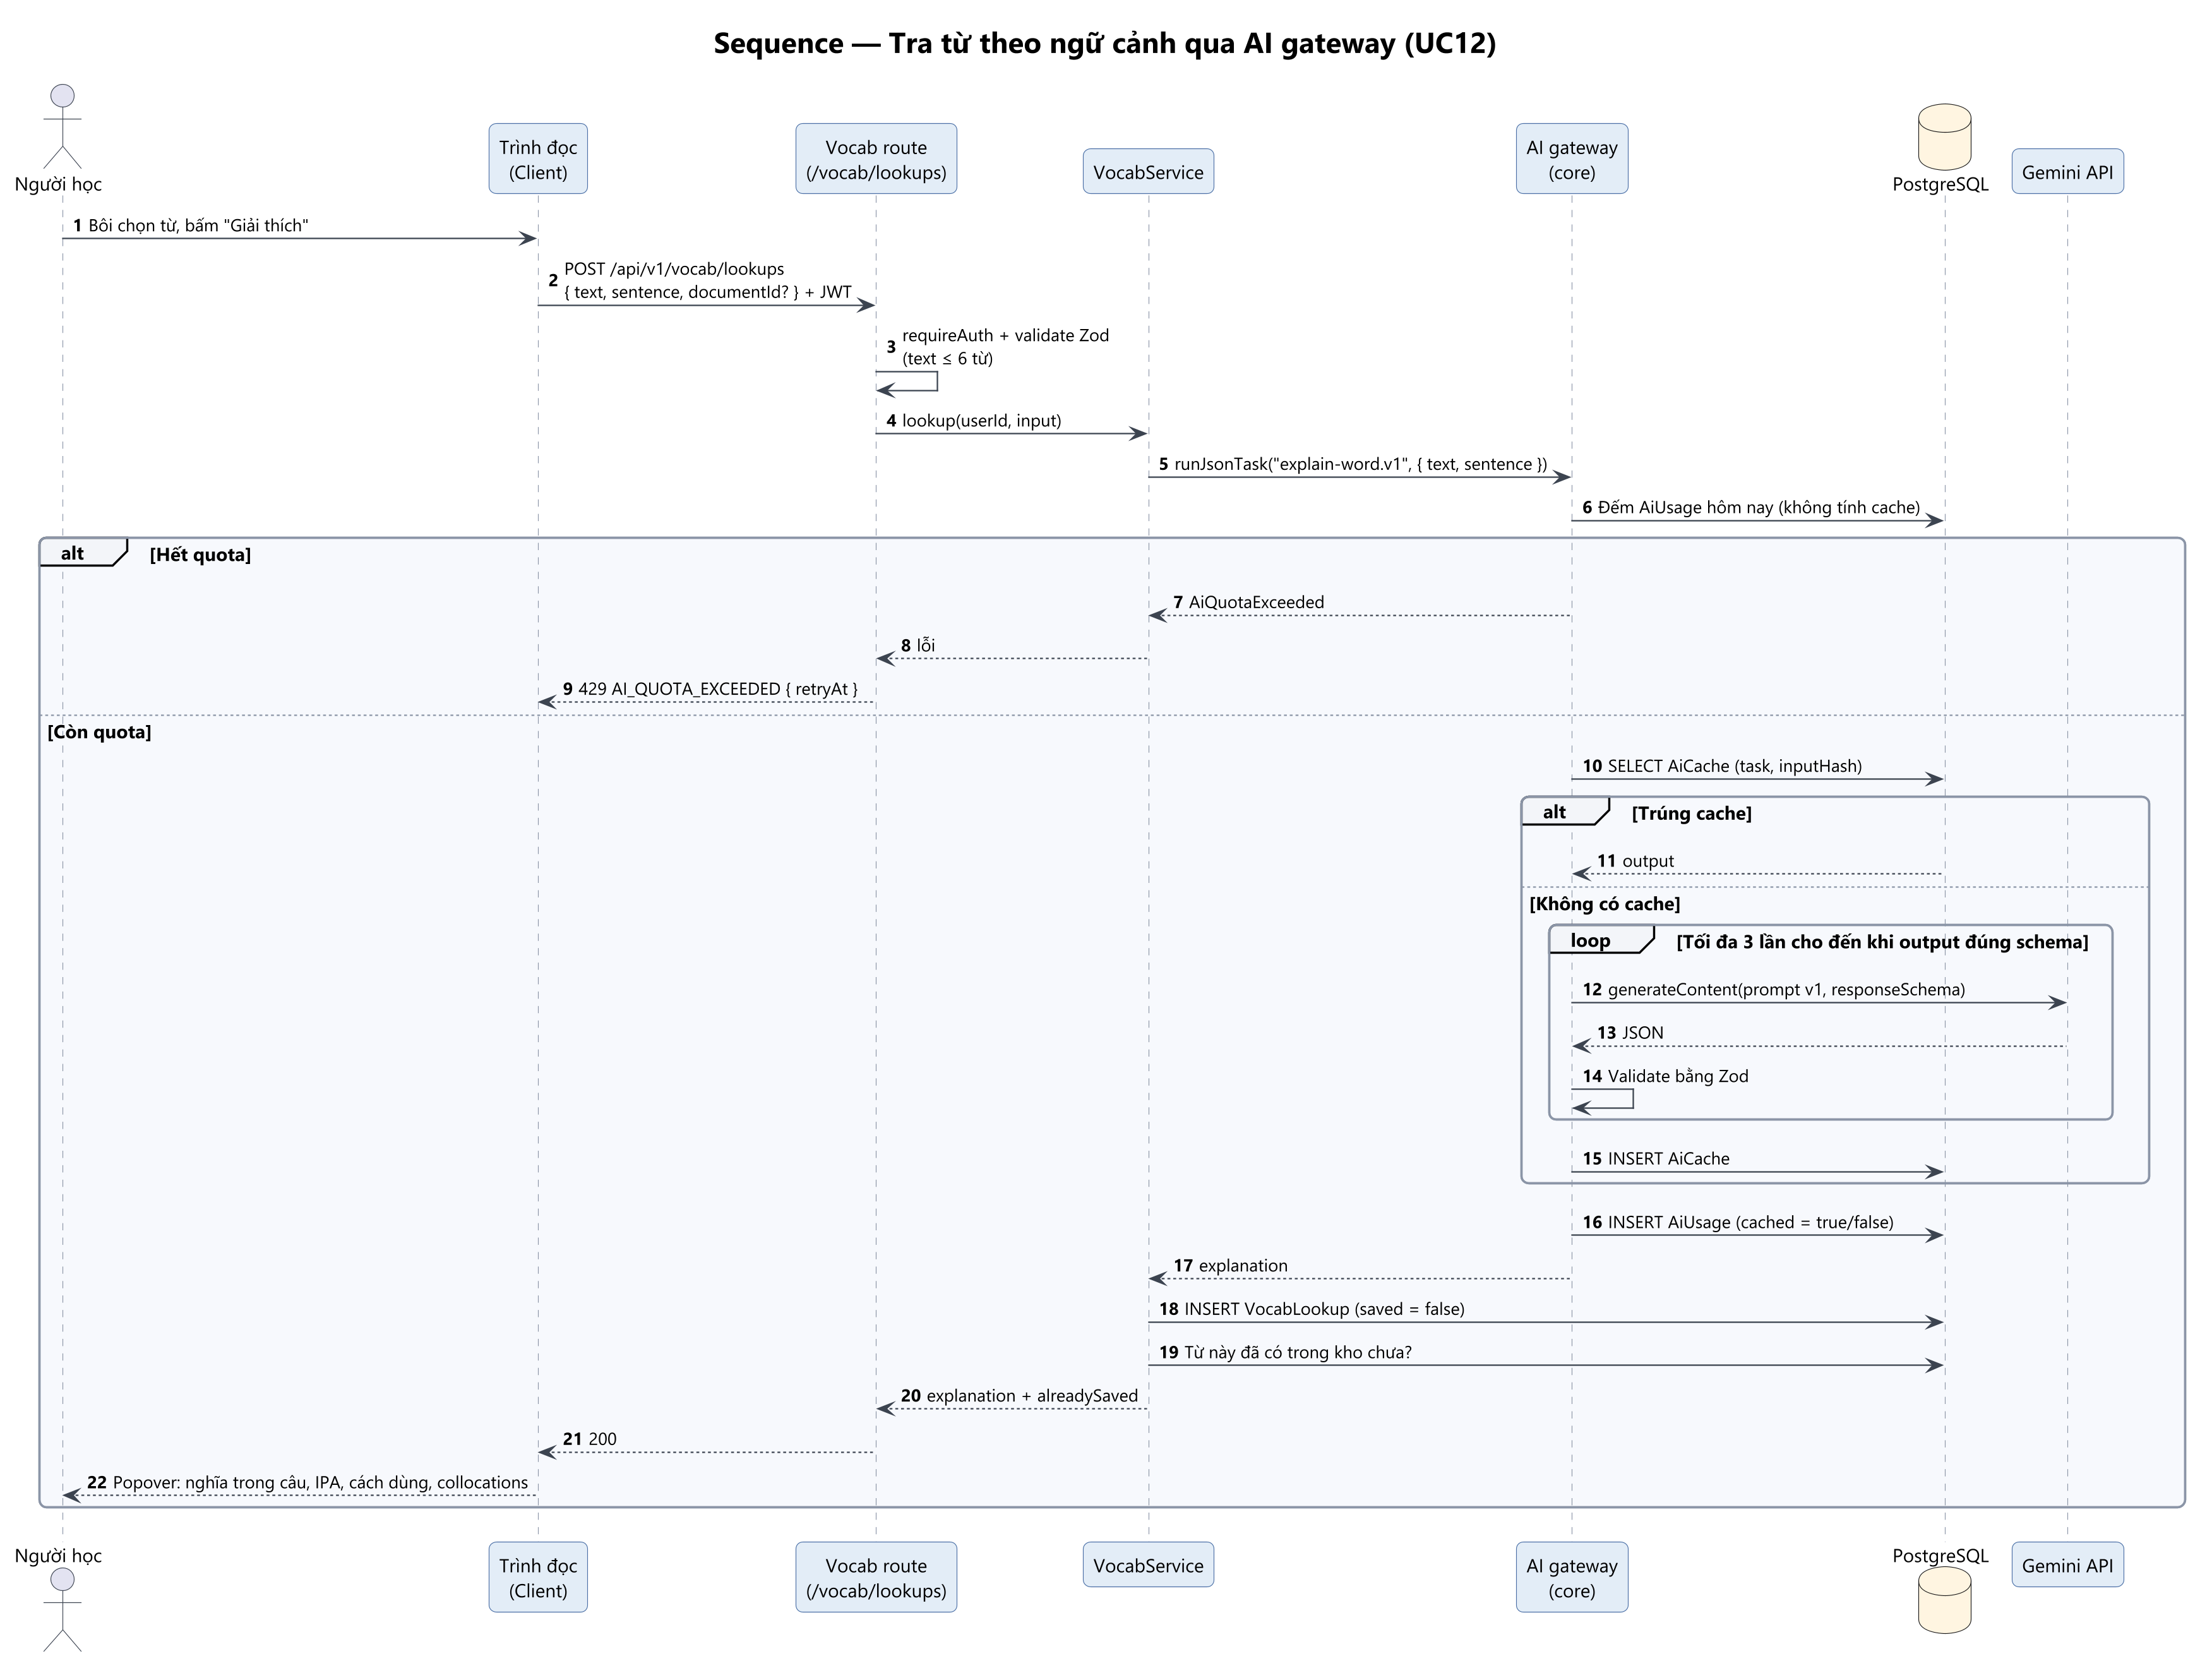 Sequence — Tra từ theo ngữ cảnh qua AI gateway (UC12)
Người học
Trình đọc
(Client)
Vocab route
(/vocab/lookups)
VocabService
AI gateway
(core)
PostgreSQL
Gemini API
1 Bôi chọn từ, bấm "Giải thích"
2 POST /api/v1/vocab/lookups
{ text, sentence, documentId? } + JWT
3 requireAuth + validate Zod
(text ≤ 6 từ)
4 lookup(userId, input)
5 runJsonTask("explain-word.v1", { text, sentence })
6 Đếm AiUsage hôm nay (không tính cache)
alt [Hết quota]
7 AiQuotaExceeded
8 lỗi
9 429 AI_QUOTA_EXCEEDED { retryAt }
[Còn quota]
10 SELECT AiCache (task, inputHash)
alt [Trúng cache]
11 output
[Không có cache]
loop [Tối đa 3 lần cho đến khi output đúng schema]
12 generateContent(prompt v1, responseSchema)
13 JSON
14 Validate bằng Zod
15 INSERT AiCache
16 INSERT AiUsage (cached = true/false)
17 explanation
18 INSERT VocabLookup (saved = false)
19 Từ này đã có trong kho chưa?
20 explanation + alreadySaved
21 200
22 Popover: nghĩa trong câu, IPA, cách dùng, collocations
Người học
Trình đọc
(Client)
Vocab route
(/vocab/lookups)
VocabService
AI gateway
(core)
PostgreSQL
Gemini API